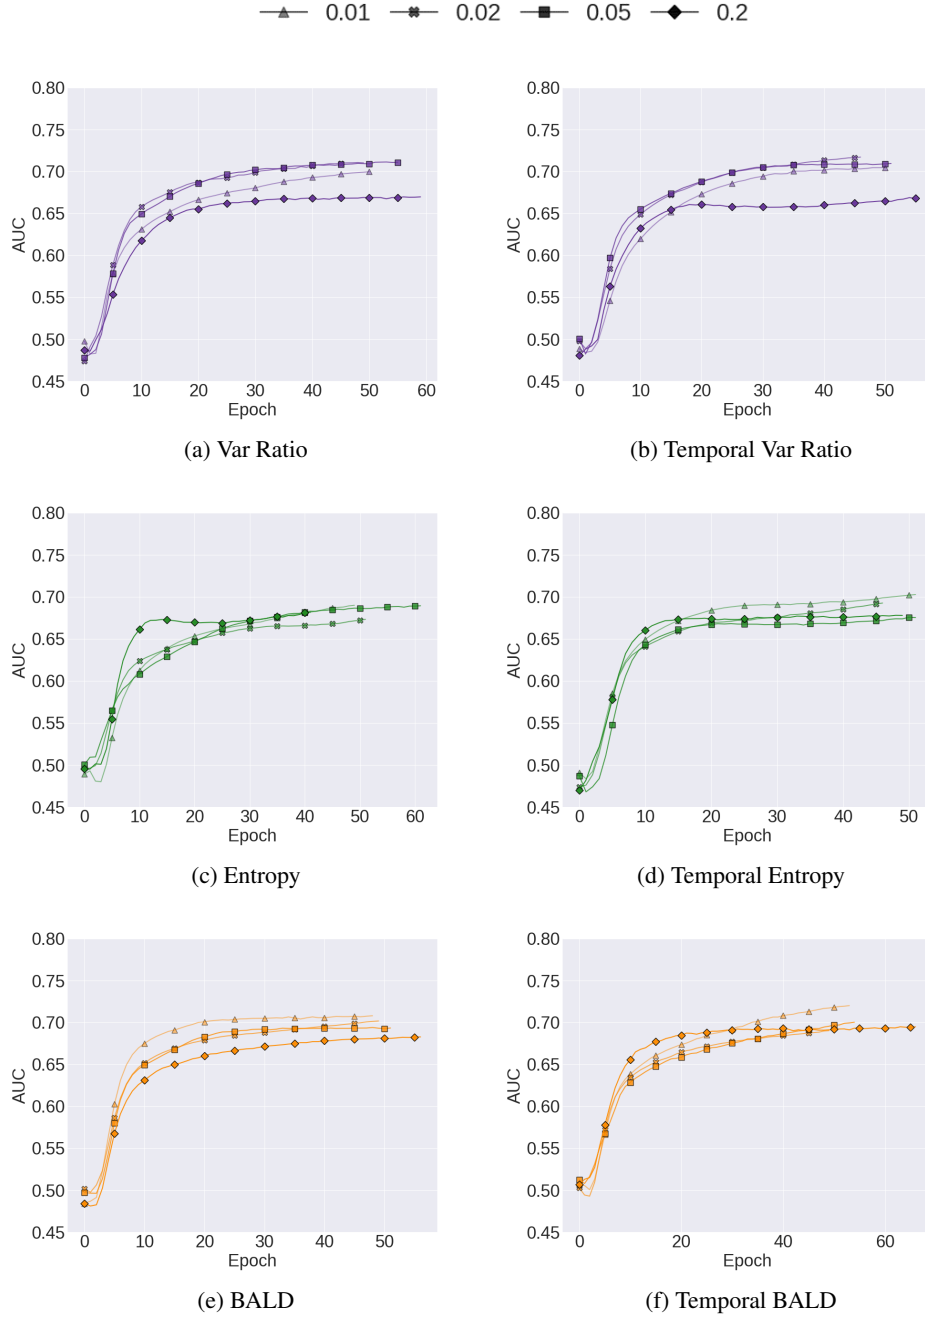 0.01 0.02 0.05 0.2
0.80 0.80
0.75 0.75
0.70 0.70
0.65 0.65
0.60 0.60
0.55 0.55
0.50 0.50
0.45 0.45
AUC AUC
0 10 20 30 40 50 60 0 10 20 30 40 50
Epoch Epoch
(a) Var Ratio (b) Temporal Var Ratio
0.80 0.80
0.75 0.75
0.70 0.70
0.65 0.65
0.60 0.60
0.55 0.55
0.50 0.50
0.45 0.45
AUC AUC
0 10 20 30 40 50 60 0 10 20 30 40 50
Epoch Epoch
(c) Entropy (d) Temporal Entropy
0.80 0.80
0.75 0.75
0.70 0.70
0.65 0.65
0.60 0.60
0.55 0.55
0.50 0.50
0.45 0.45
AUC AUC
0 10 20 30 40 50 0 20 40 60
Epoch Epoch
(e) BALD (f) Temporal BALD